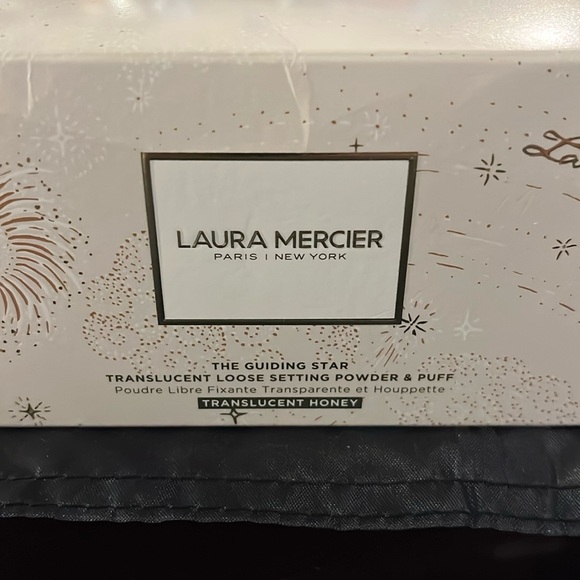 LAURA MERCIER
PARIS | NEW YORK
THE GUIDING STAR
TRANSLUCENT LOOSE SETTING POWDER & PUFF
Poudre Libre Fixante Transparente et Houppette
TRANSLUCENT HONEY